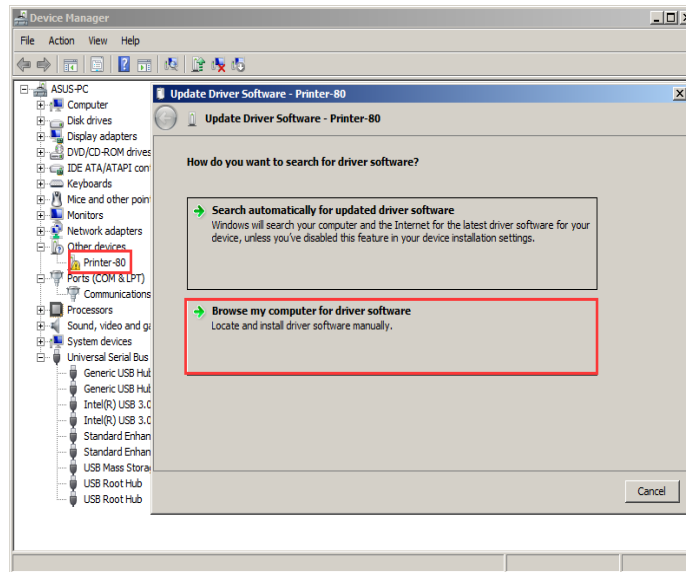 Device Manager
File Action View Help
ASUS-PC
Computer
Disk drives
Display adapters
DVD/CD-ROM drives
IDE ATA/ATAPI con
Keyboards
Mice and other poin
Monitors
Network adapters
Other devices
Printer-80
Ports (COM & LPT)
Communications
Processors
Sound, video and ga
System devices
Universal Serial Bus
Generic USB Hub
Generic USB Hub
Intel(R) USB 3.0
Intel(R) USB 3.0
Standard Enhan
Standard Enhan
USB Mass Stora
USB Root Hub
USB Root Hub
Update Driver Software - Printer-80
Update Driver Software - Printer-80
How do you want to search for driver software?
Search automatically for updated driver software
Windows will search your computer and the Internet for the latest driver software for your
device, unless you've disabled this feature in your device installation settings.
Browse my computer for driver software
Locate and install driver software manually.
Cancel